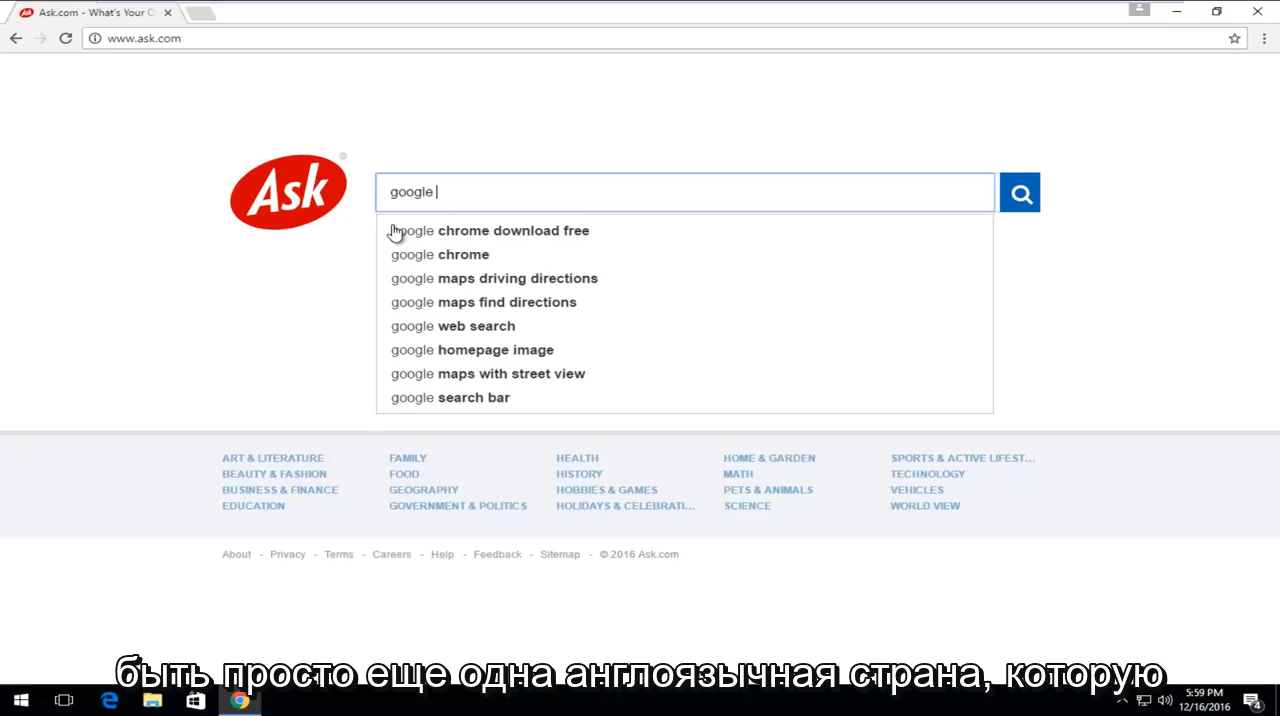 Ask.com - What's Your Q
www.ask.com
Ask ®
google
google chrome download free
google chrome
google maps driving directions
google maps find directions
google web search
google homepage image
google maps with street view
google search bar
ART & LITERATURE FAMILY HEALTH HOME & GARDEN SPORTS & ACTIVE LIFEST...
BEAUTY & FASHION FOOD HISTORY MATH TECHNOLOGY
BUSINESS & FINANCE GEOGRAPHY HOBBIES & GAMES PETS & ANIMALS VEHICLES
EDUCATION GOVERNMENT & POLITICS HOLIDAYS & CELEBRATI... SCIENCE WORLD VIEW
About - Privacy - Terms - Careers - Help - Feedback - Sitemap - © 2016 Ask.com
быть просто еще одна англоязычная страна, которую
5:59 PM
12/16/2016
4